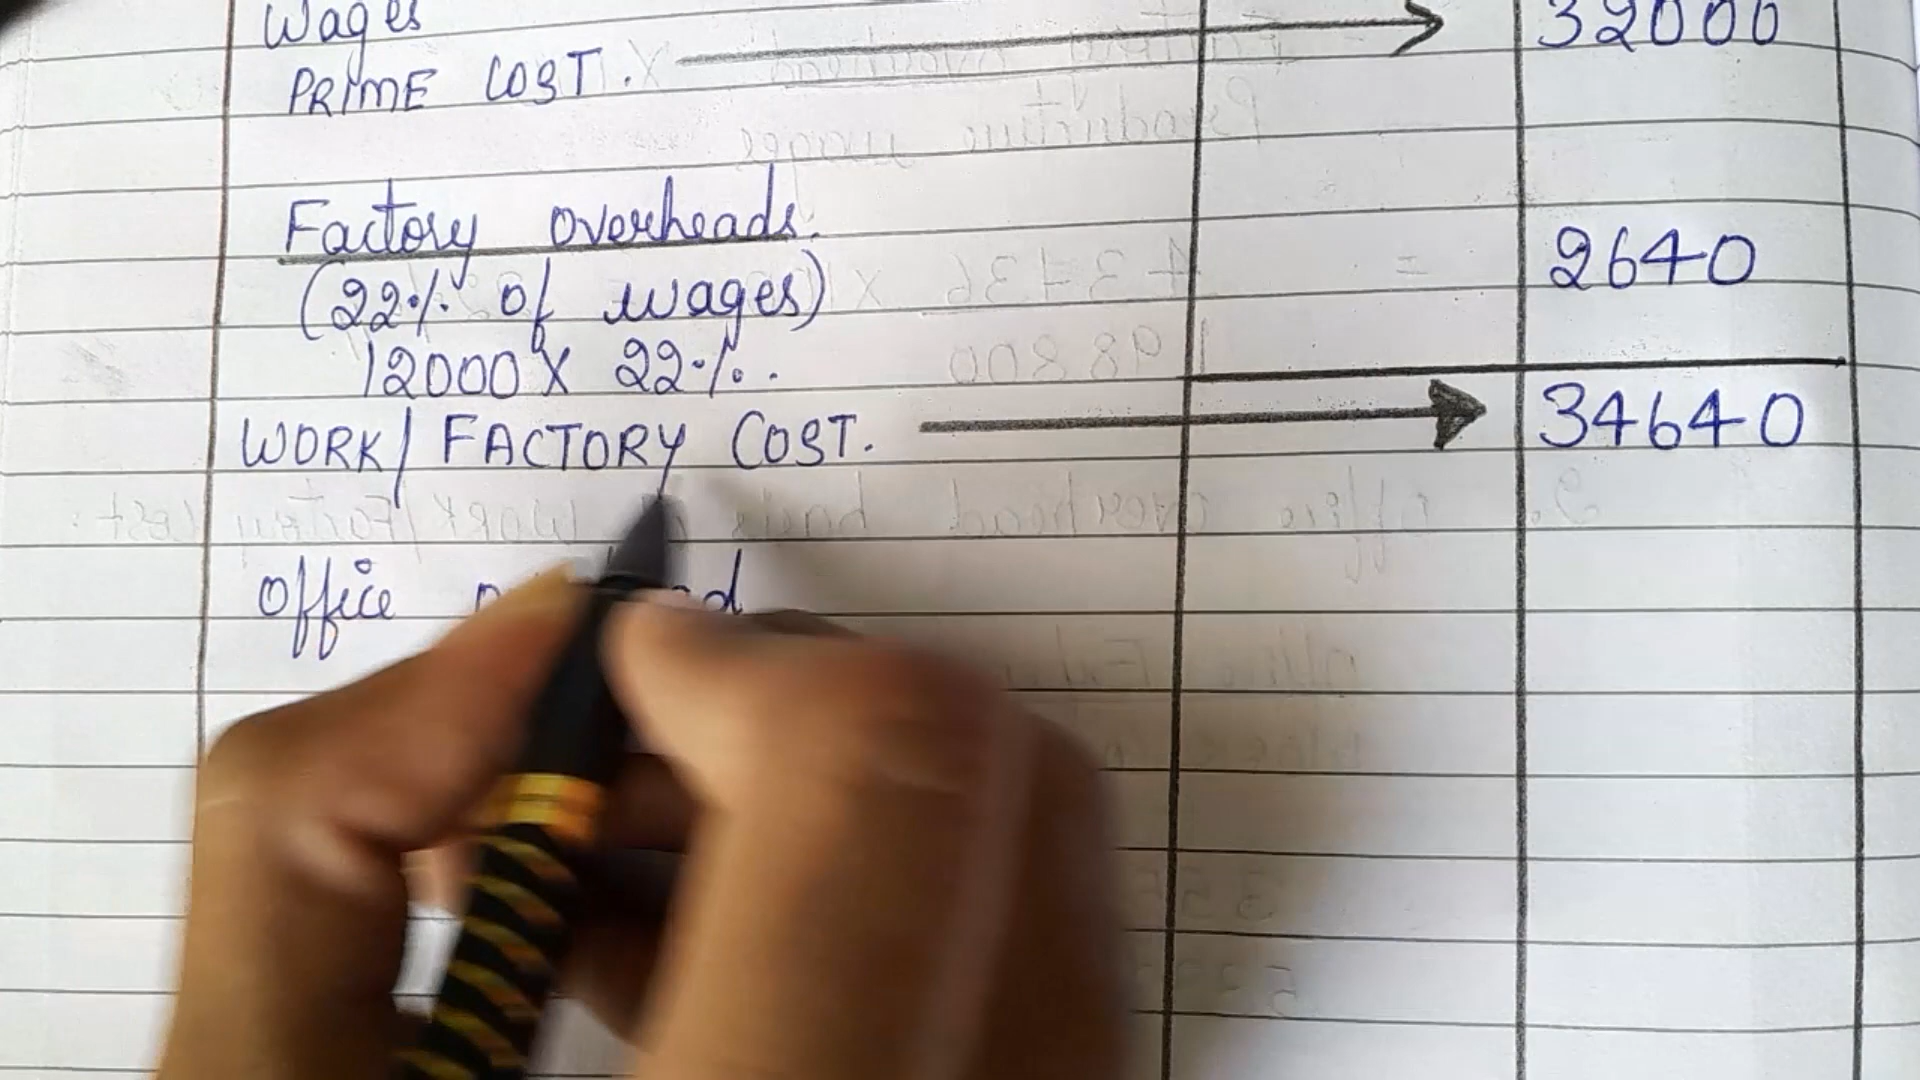 Wages
PRIME COST. 32000
Factory overheads.
(22% of wages) 2640
12000 X 22%.
WORK/FACTORY COST. 34640
Office